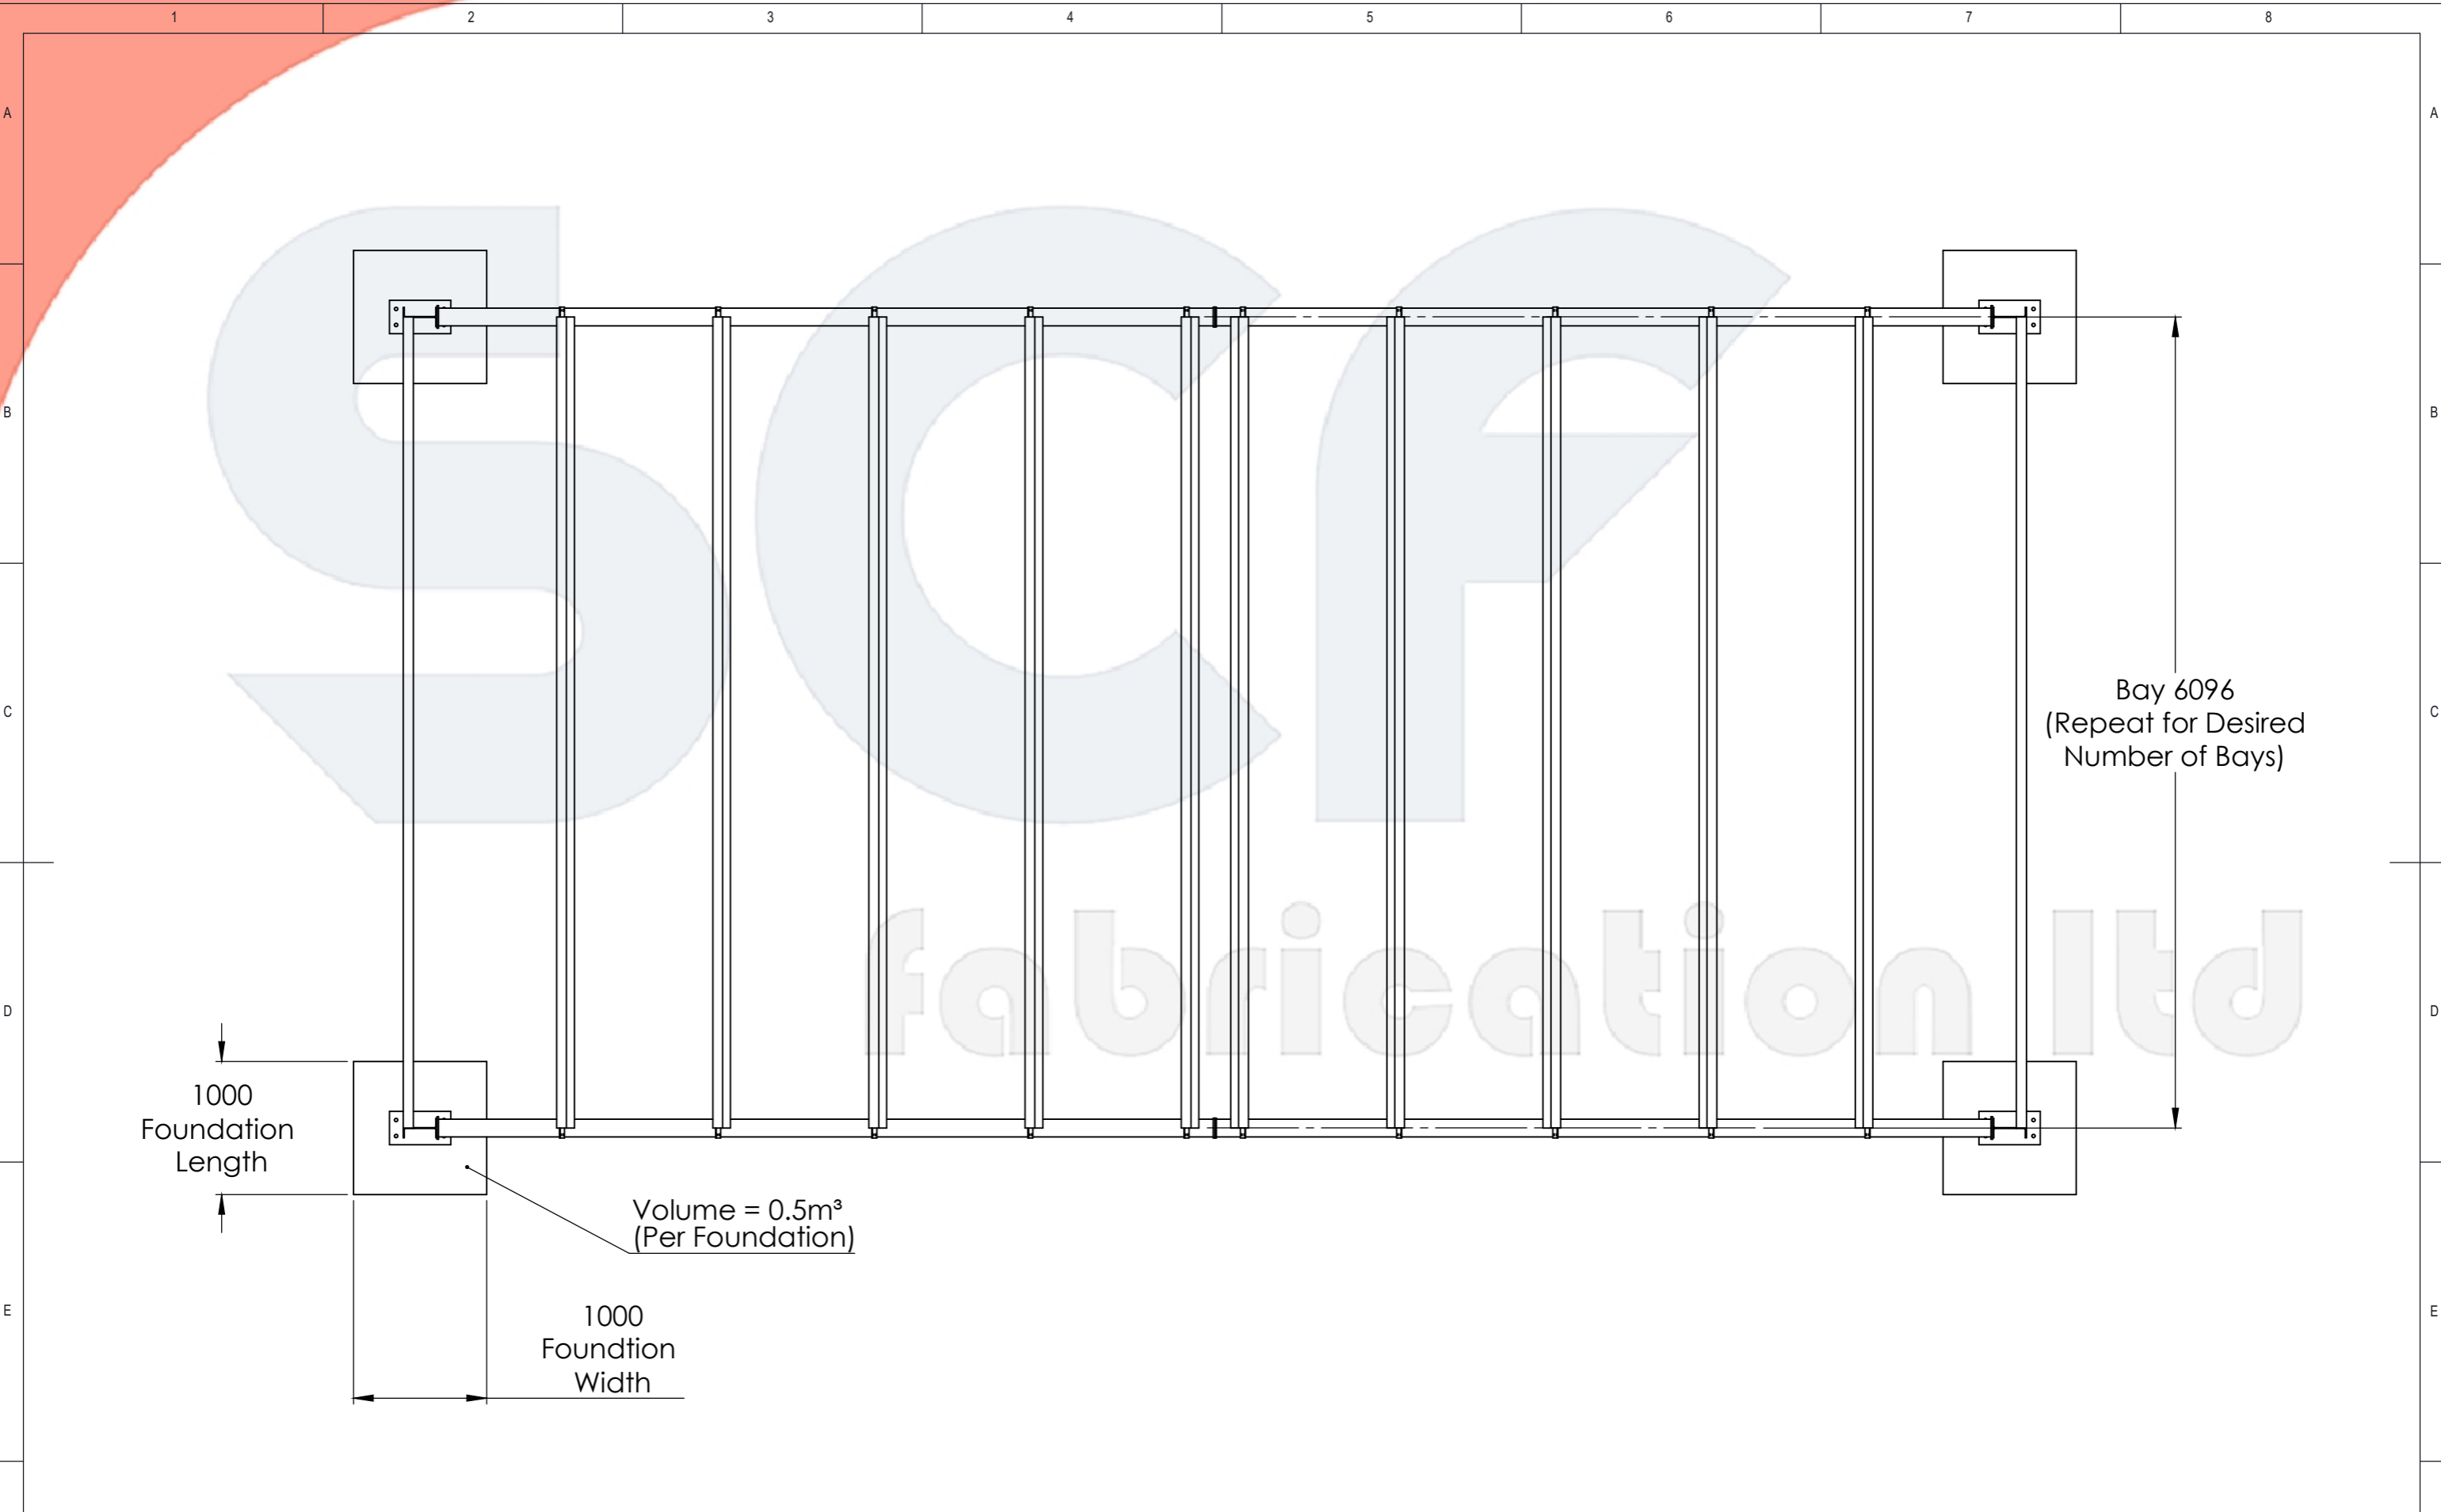 1 2 3 4 5 6 7 8
A A
B B
SCF
Bay 6096
(Repeat for Desired
Number of Bays)
C C
fabrication ltd
D D
1000
Foundation
Length
Volume = 0.5m³
(Per Foundation)
E E
1000
Foundtion
Width